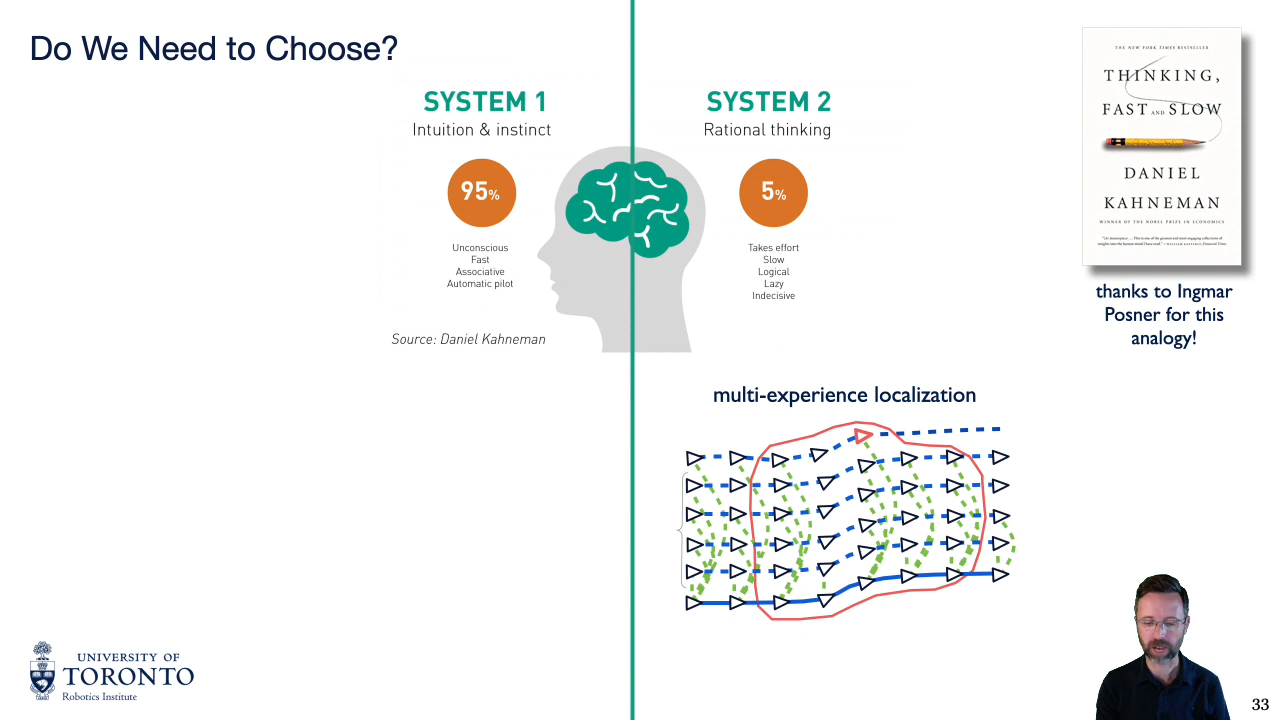 Do We Need to Choose?
SYSTEM 1
Intuition & instinct
95%
Unconscious
Fast
Associative
Automatic pilot
Source: Daniel Kahneman
SYSTEM 2
Rational thinking
5%
Takes effort
Slow
Logical
Lazy
Indecisive
THE NEW YORK TIMES BESTSELLER
THINKING,
FAST AND SLOW
DANIEL
KAHNEMAN
WINNER OF THE NOBEL PRIZE IN ECONOMICS
thanks to Ingmar
Posner for this
analogy!
multi-experience localization
UNIVERSITY OF
TORONTO
Robotics Institute
33